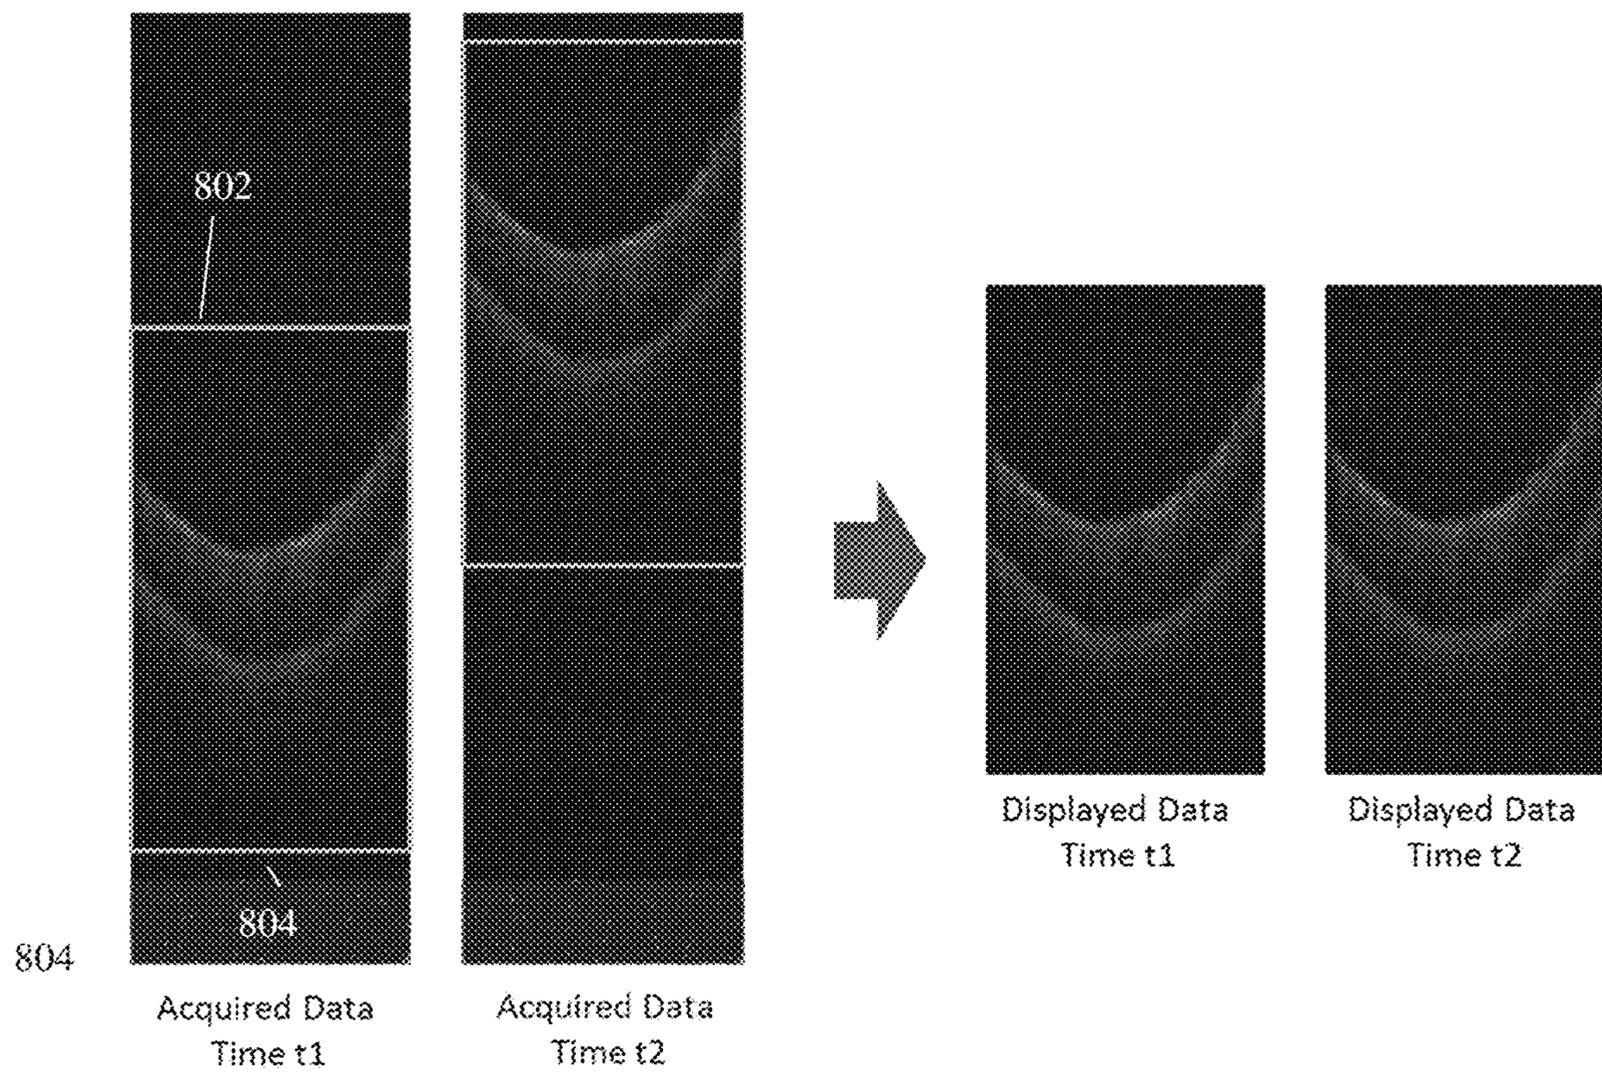 802
804
804
Acquired Data
Time t1
Acquired Data
Time t2
Displayed Data
Time t1
Displayed Data
Time t2